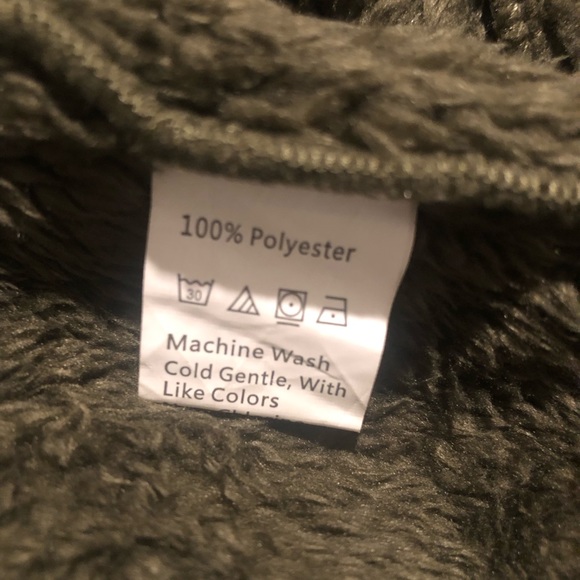 100% Polyester
30
Machine Wash
Cold Gentle, With
Like Colors